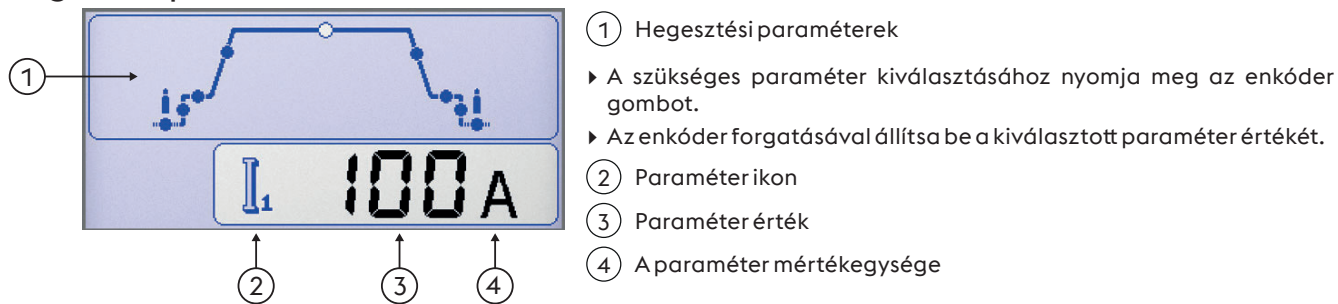 1 Hegesztési paraméterek
1
▸ A szükséges paraméter kiválasztásához nyomja meg az enkóder
gombot.
▸ Az enkóder forgatásával állítsa be a kiválasztott paraméter értékét.
2 Paraméter ikon
I1 100 A
3 Paraméter érték
4 A paraméter mértékegysége
2 3 4